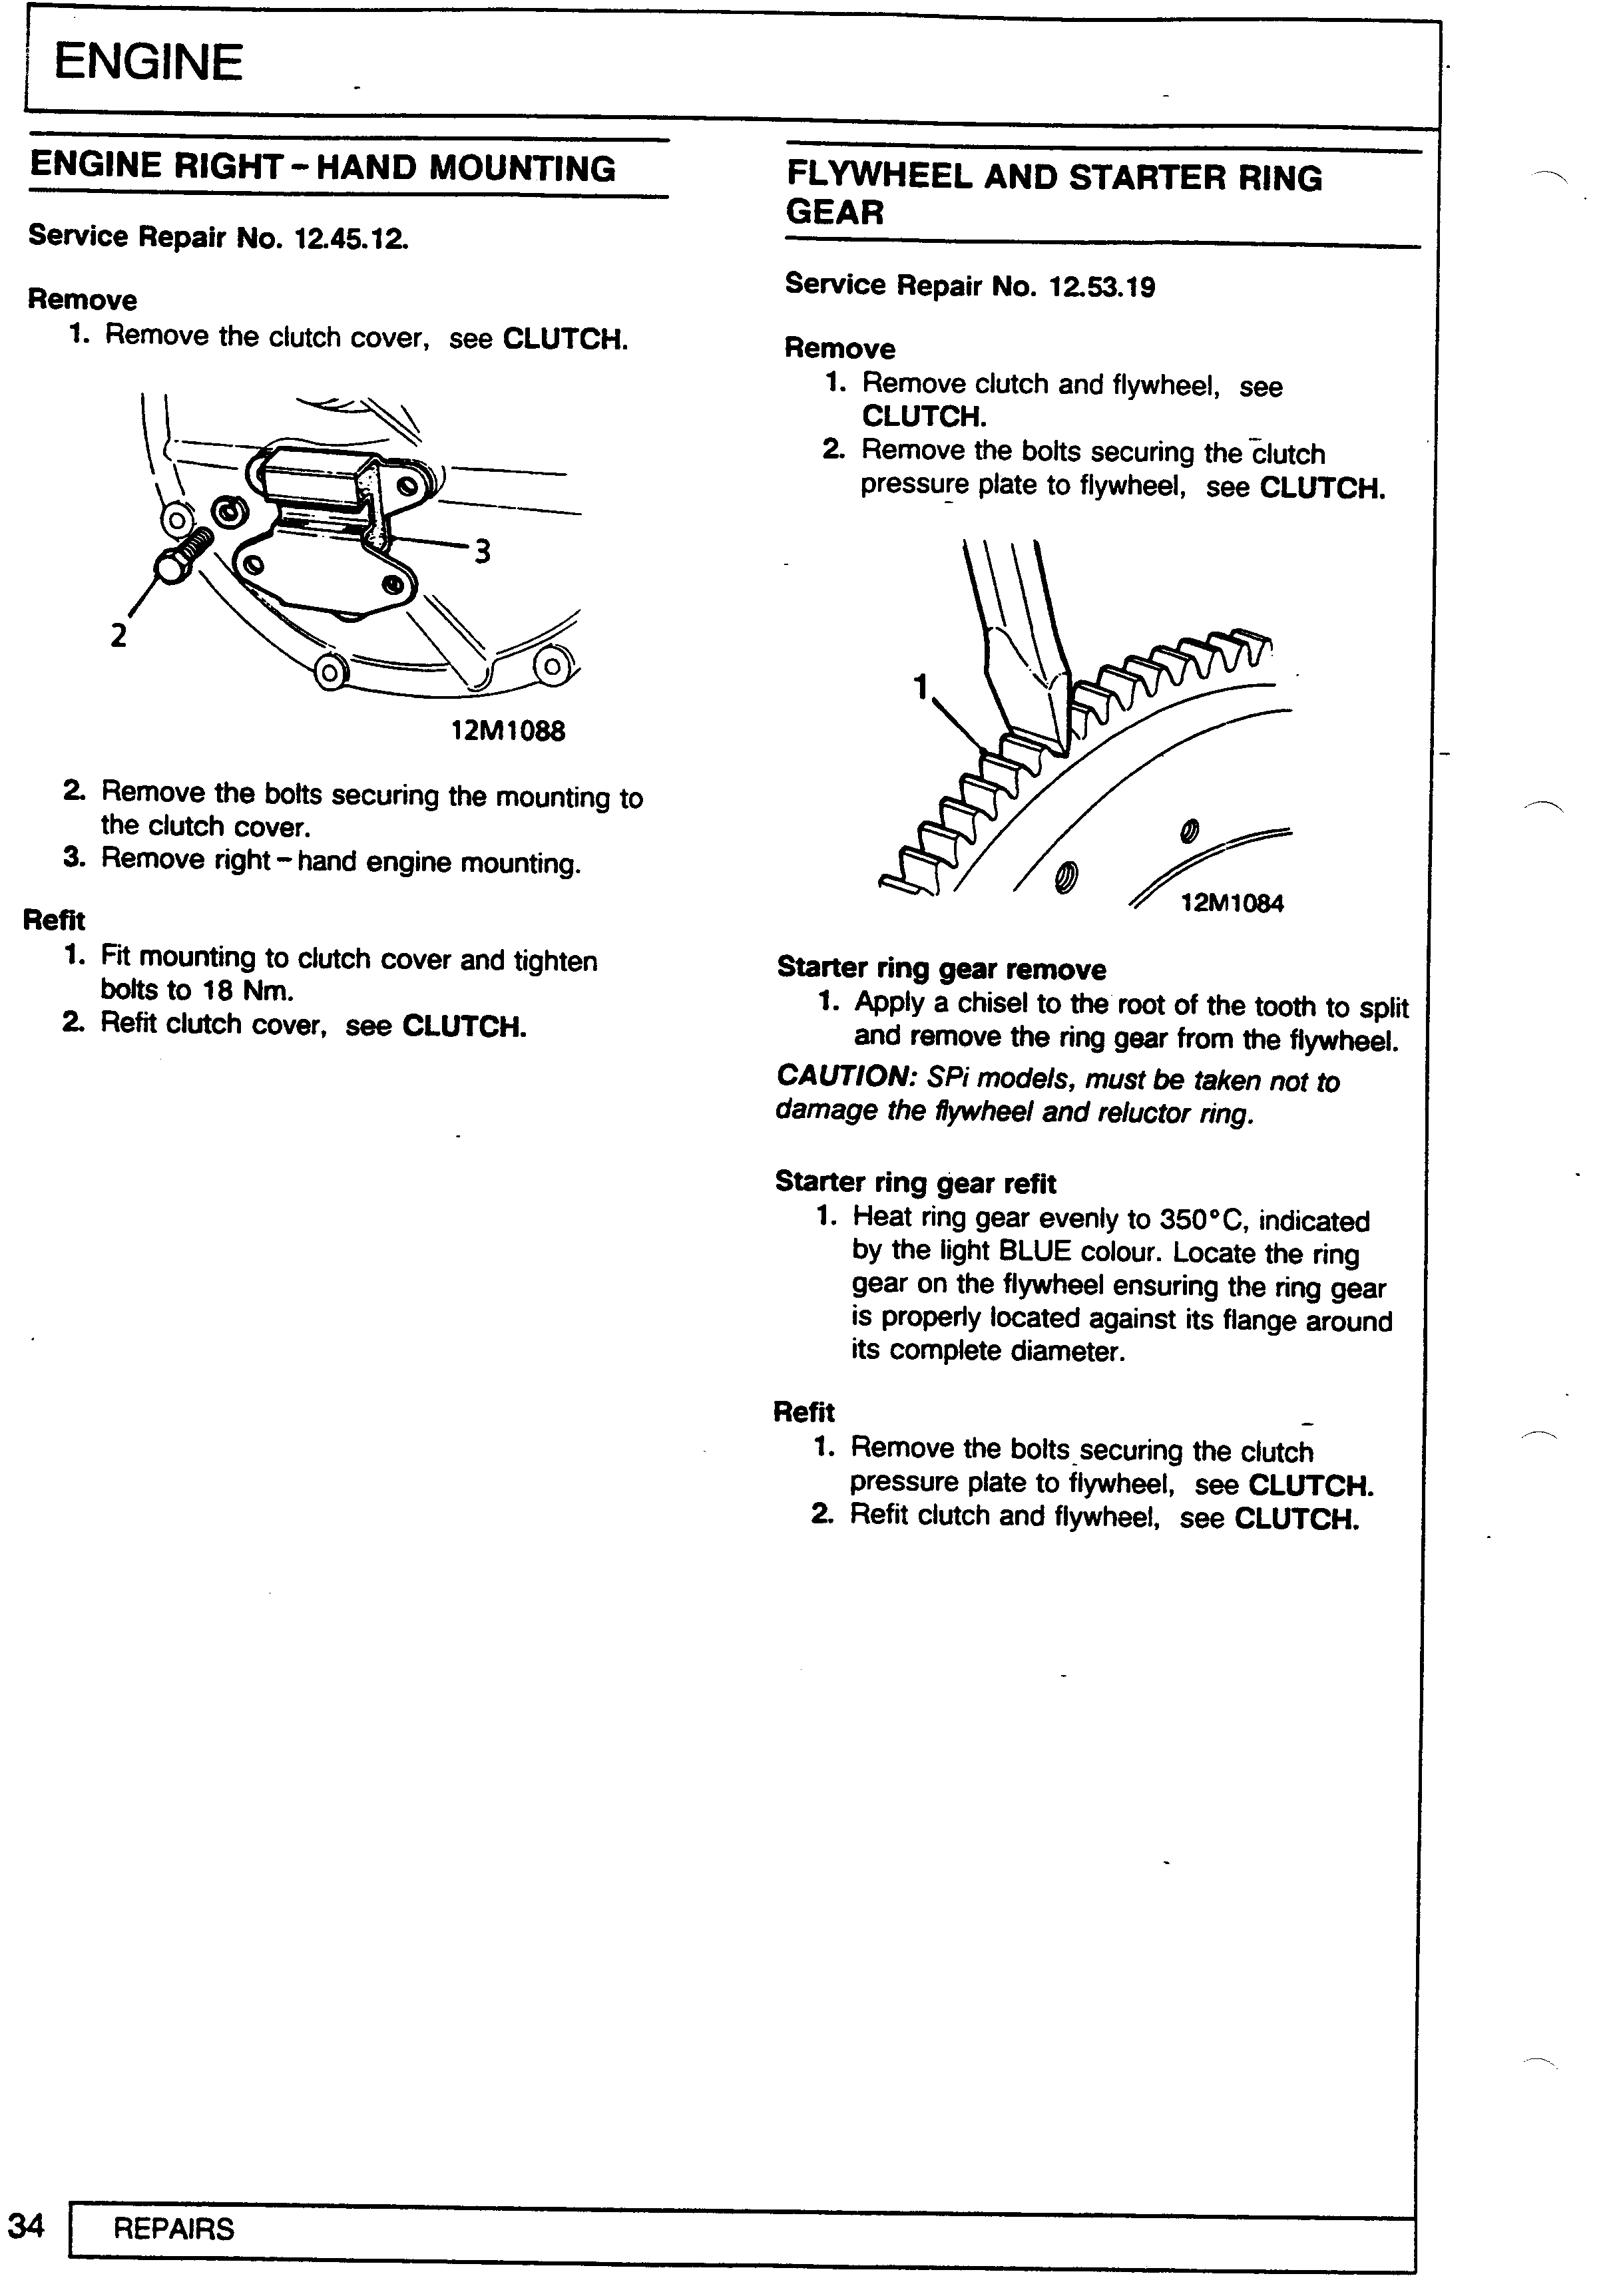 ENGINE
ENGINE RIGHT – HAND MOUNTING
Service Repair No. 12.45.12.
Remove
1. Remove the clutch cover, see CLUTCH.
3
2
12M1088
2. Remove the bolts securing the mounting to
the clutch cover.
3. Remove right – hand engine mounting.
Refit
1. Fit mounting to clutch cover and tighten
bolts to 18 Nm.
2. Refit clutch cover, see CLUTCH.
FLYWHEEL AND STARTER RING
GEAR
Service Repair No. 12.53.19
Remove
1. Remove clutch and flywheel, see
CLUTCH.
2. Remove the bolts securing the clutch
pressure plate to flywheel, see CLUTCH.
1
12M1084
Starter ring gear remove
1. Apply a chisel to the root of the tooth to split
and remove the ring gear from the flywheel.
CAUTION: SPi models, must be taken not to
damage the flywheel and reluctor ring.
Starter ring gear refit
1. Heat ring gear evenly to 350°C, indicated
by the light BLUE colour. Locate the ring
gear on the flywheel ensuring the ring gear
is properly located against its flange around
its complete diameter.
Refit
1. Remove the bolts securing the clutch
pressure plate to flywheel, see CLUTCH.
2. Refit clutch and flywheel, see CLUTCH.
34
REPAIRS